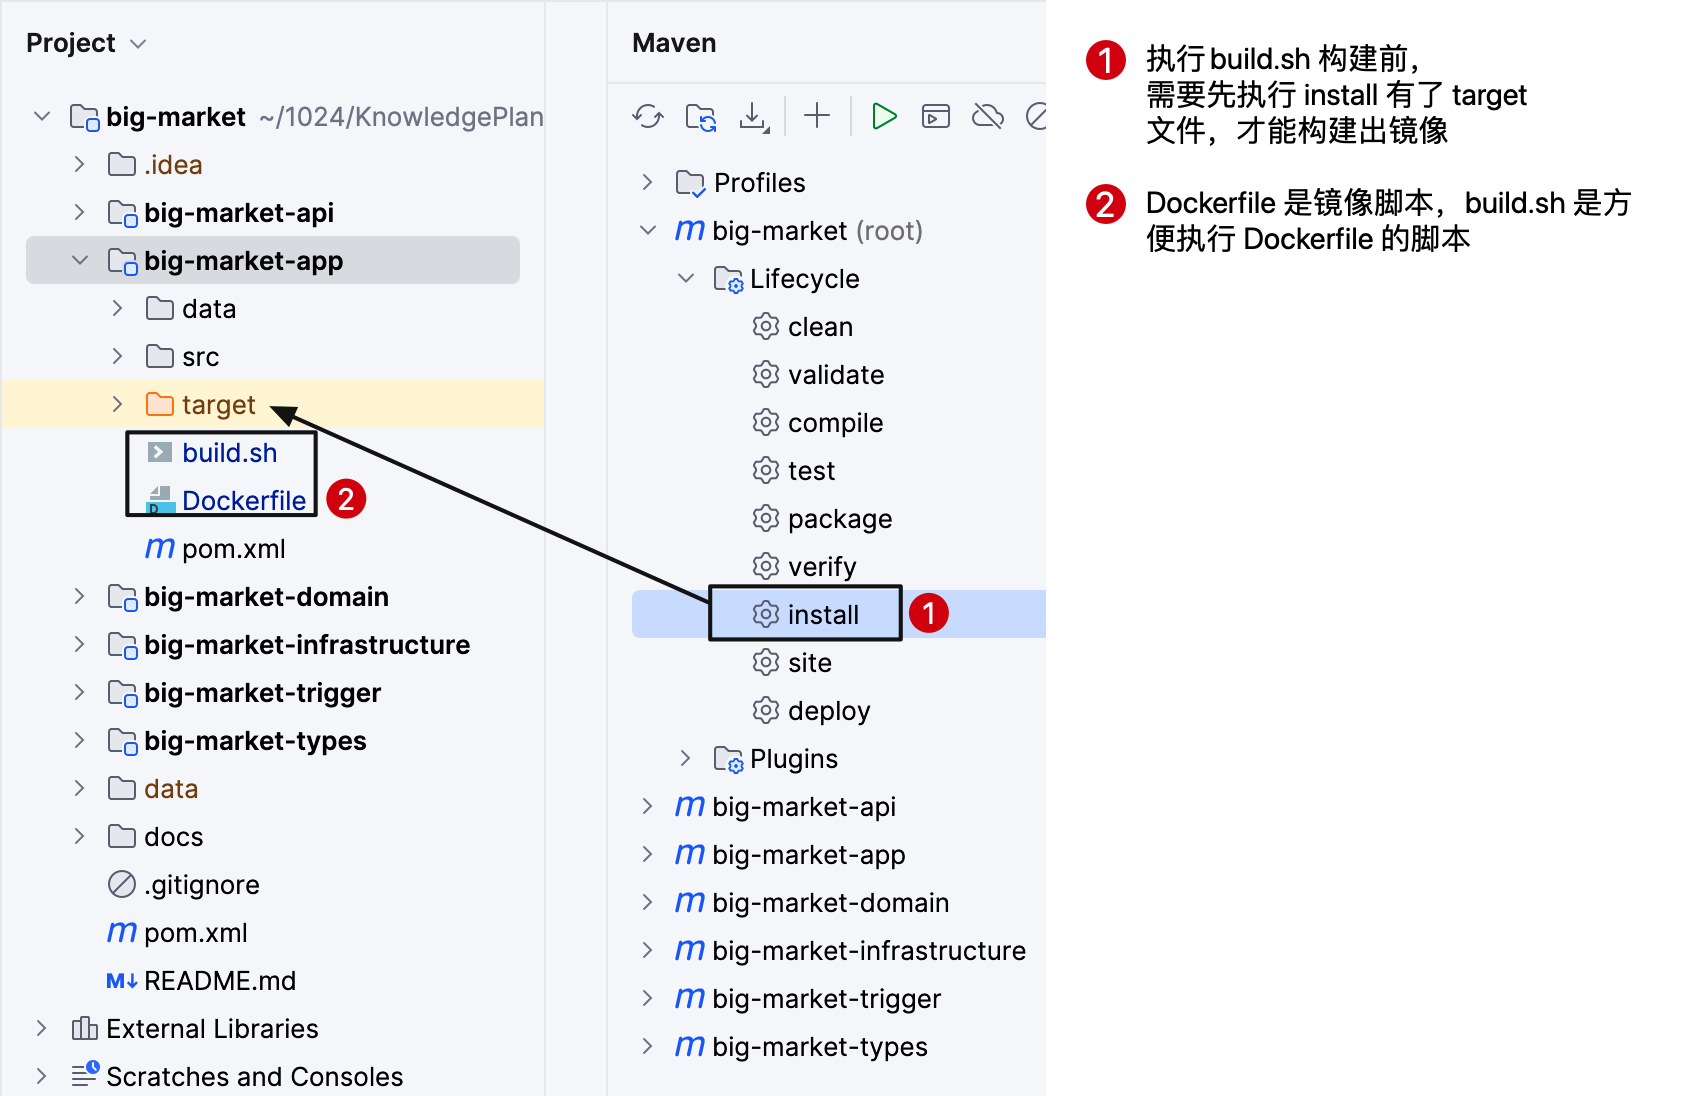 Project
big-market ~/1024/KnowledgePlan
.idea
big-market-api
big-market-app
data
src
target
build.sh
Dockerfile
2
pom.xml
big-market-domain
big-market-infrastructure
big-market-trigger
big-market-types
data
docs
.gitignore
pom.xml
README.md
External Libraries
Scratches and Consoles
Maven
Profiles
big-market (root)
Lifecycle
clean
validate
compile
test
package
verify
install
1
site
deploy
Plugins
big-market-api
big-market-app
big-market-domain
big-market-infrastructure
big-market-trigger
big-market-types
1 执行build.sh 构建前，
需要先执行 install 有了 target
文件，才能构建出镜像
2 Dockerfile 是镜像脚本，build.sh 是方
便执行 Dockerfile 的脚本